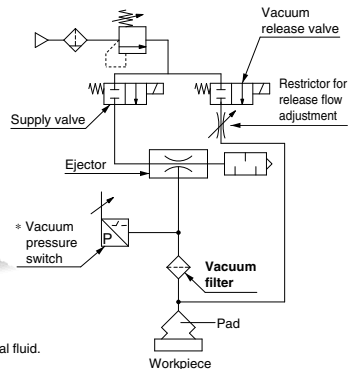 Vacuum
release valve
Restrictor for
release flow
adjustment
Supply valve
Ejector
* Vacuum
pressure
switch
P
Vacuum
filter
Pad
al fluid.
Workpiece